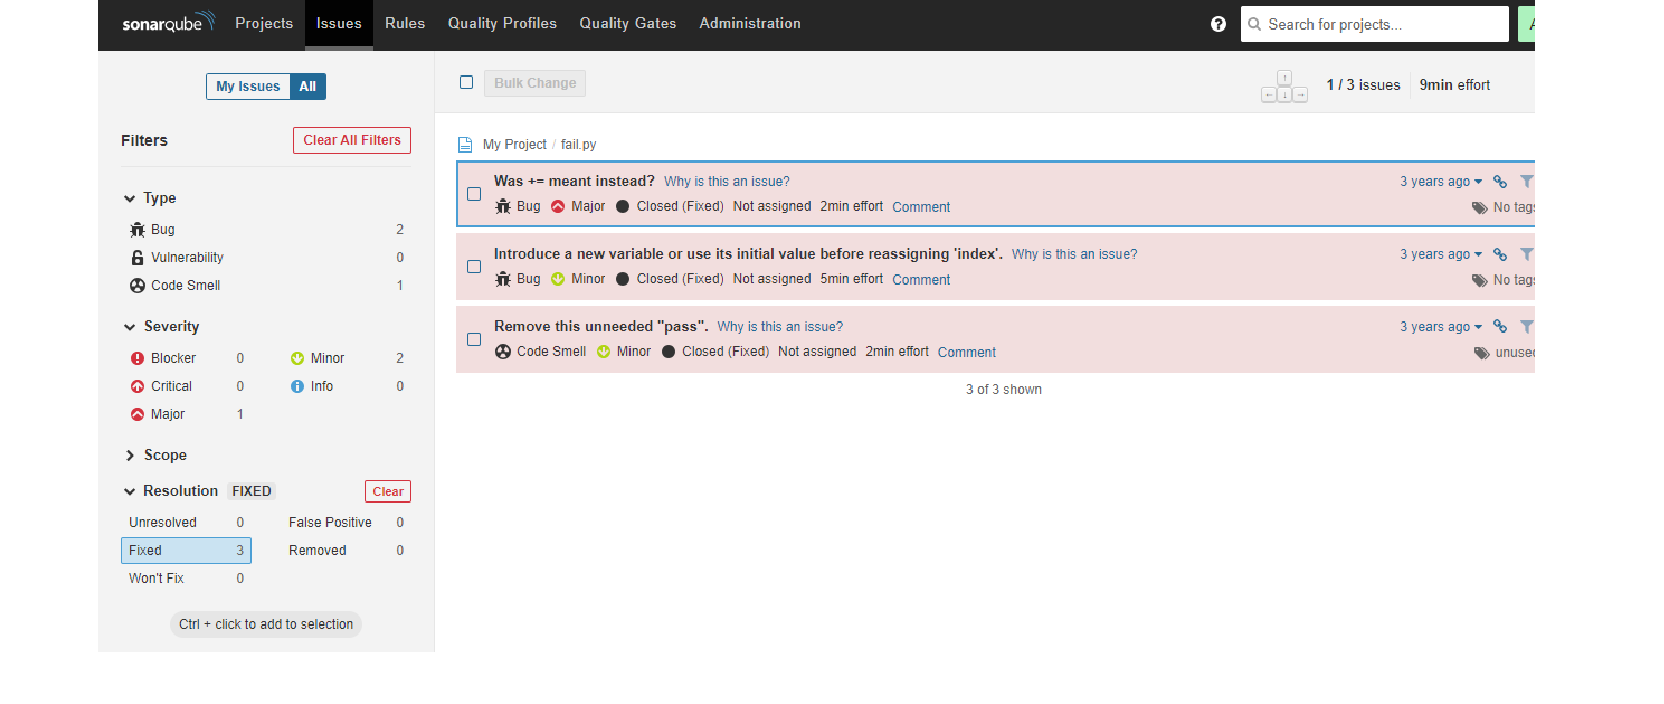 sonarqube Projects Issues Rules Quality Profiles Quality Gates Administration ? Search for projects...
My Issues All
Bulk Change
1 / 3 issues 9min effort
Filters Clear All Filters
Type
Bug 2
Vulnerability 0
Code Smell 1
Severity
Blocker 0 Minor 2
Critical 0 Info 0
Major 1
Scope
Resolution FIXED Clear
Unresolved 0 False Positive 0
Fixed 3 Removed 0
Won't Fix 0
Ctrl + click to add to selection
My Project / fail.py
Was += meant instead? Why is this an issue? 3 years ago
Bug Major Closed (Fixed) Not assigned 2min effort Comment No tags
Introduce a new variable or use its initial value before reassigning 'index'. Why is this an issue? 3 years ago
Bug Minor Closed (Fixed) Not assigned 5min effort Comment No tags
Remove this unneeded "pass". Why is this an issue? 3 years ago
Code Smell Minor Closed (Fixed) Not assigned 2min effort Comment
3 of 3 shown